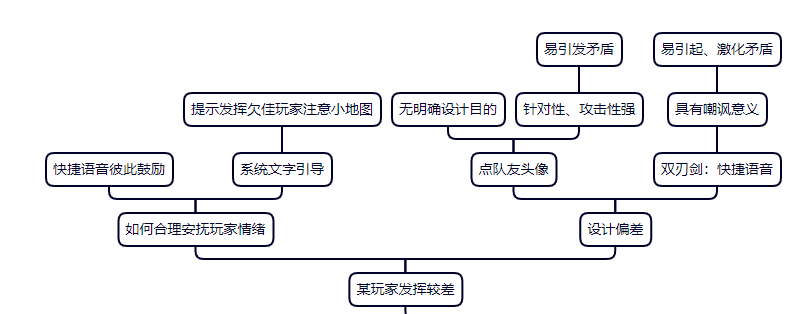 易引发矛盾
易引起、激化矛盾
提示发挥欠佳玩家注意小地图
无明确设计目的
针对性、攻击性强
具有嘲讽意义
快捷语音彼此鼓励
系统文字引导
点队友头像
双刃剑：快捷语音
如何合理安抚玩家情绪
设计偏差
某玩家发挥较差